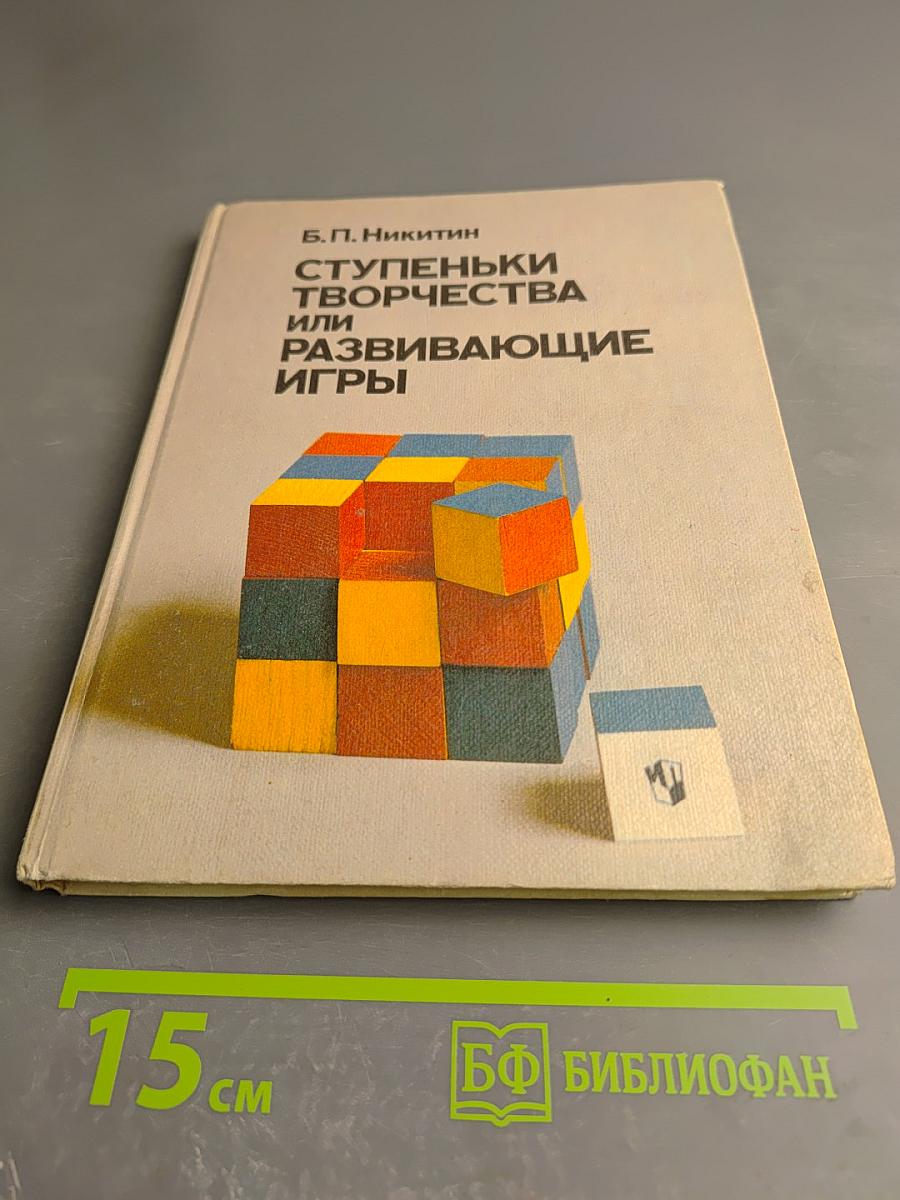 Б. П. Никитин
СТУПЕНЬКИ
ТВОРЧЕСТВА
или
РАЗВИВАЮЩИЕ
ИГРЫ
15 см
БФ БИБЛИОФАН